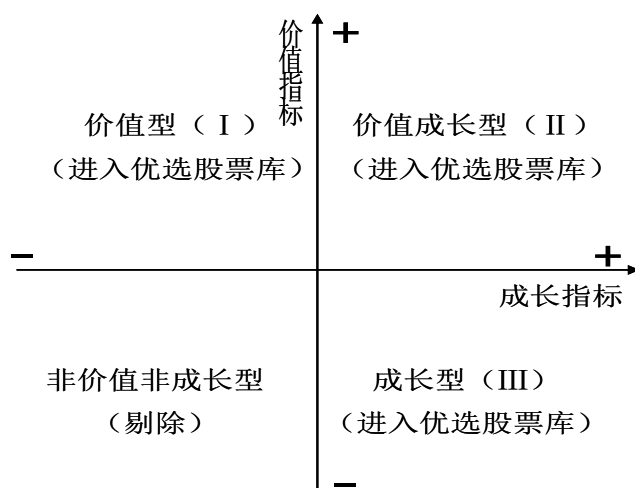 价值指标
+
价值型（Ⅰ）
（进入优选股票库）
价值成长型（Ⅱ）
（进入优选股票库）
−
+
成长指标
非价值非成长型
（剔除）
成长型（Ⅲ）
（进入优选股票库）
−